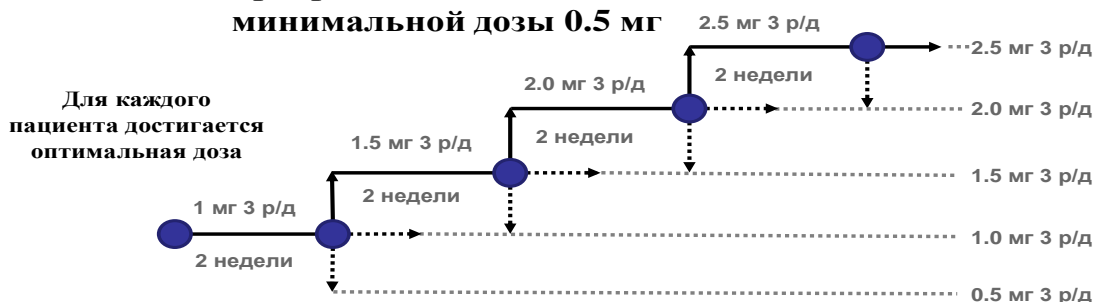 минимальной дозы 0.5 мг
2.5 мг 3 р/д
2.5 мг 3 р/д
2 недели
2.0 мг 3 р/д
2.0 мг 3 р/д
Для каждого
пациента достигается
оптимальная доза
2 недели
1.5 мг 3 р/д
1.5 мг 3 р/д
2 недели
1 мг 3 р/д
1.0 мг 3 р/д
2 недели
0.5 мг 3 р/д